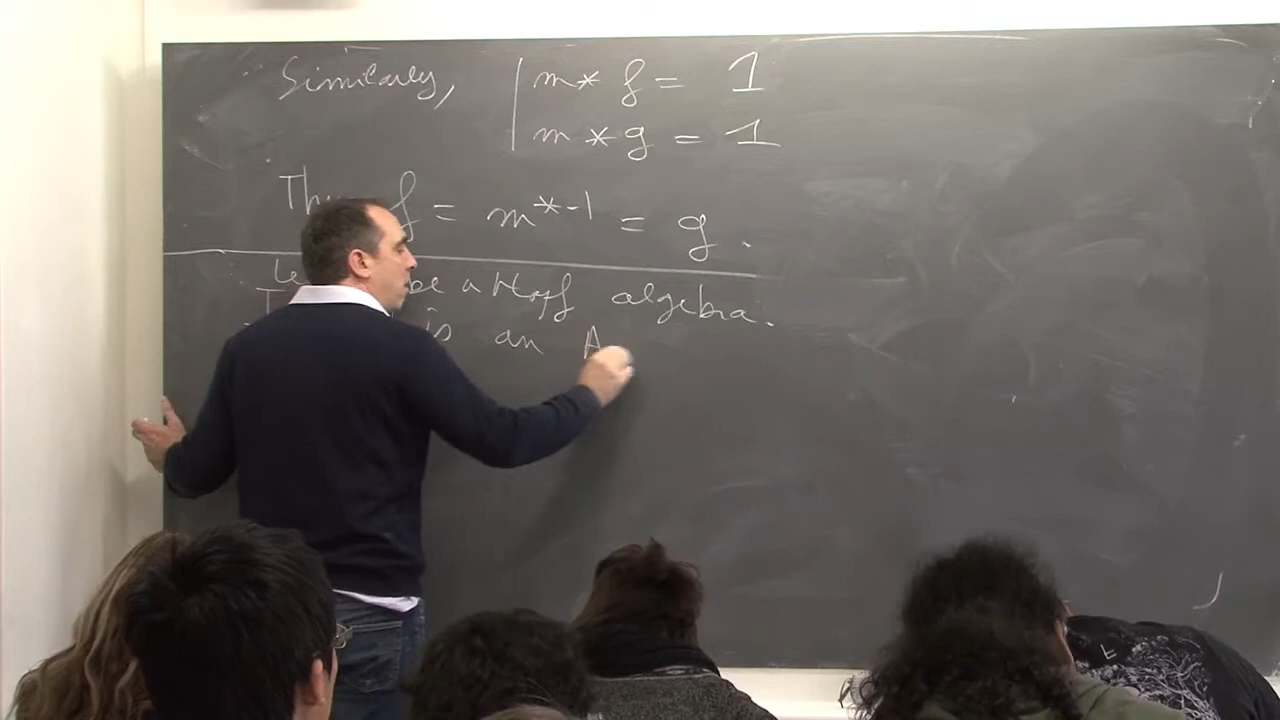 Similarly, m * f = 1
m * g = 1
f = m^{*-1} = g.
be a Hopf algebra.
is an A